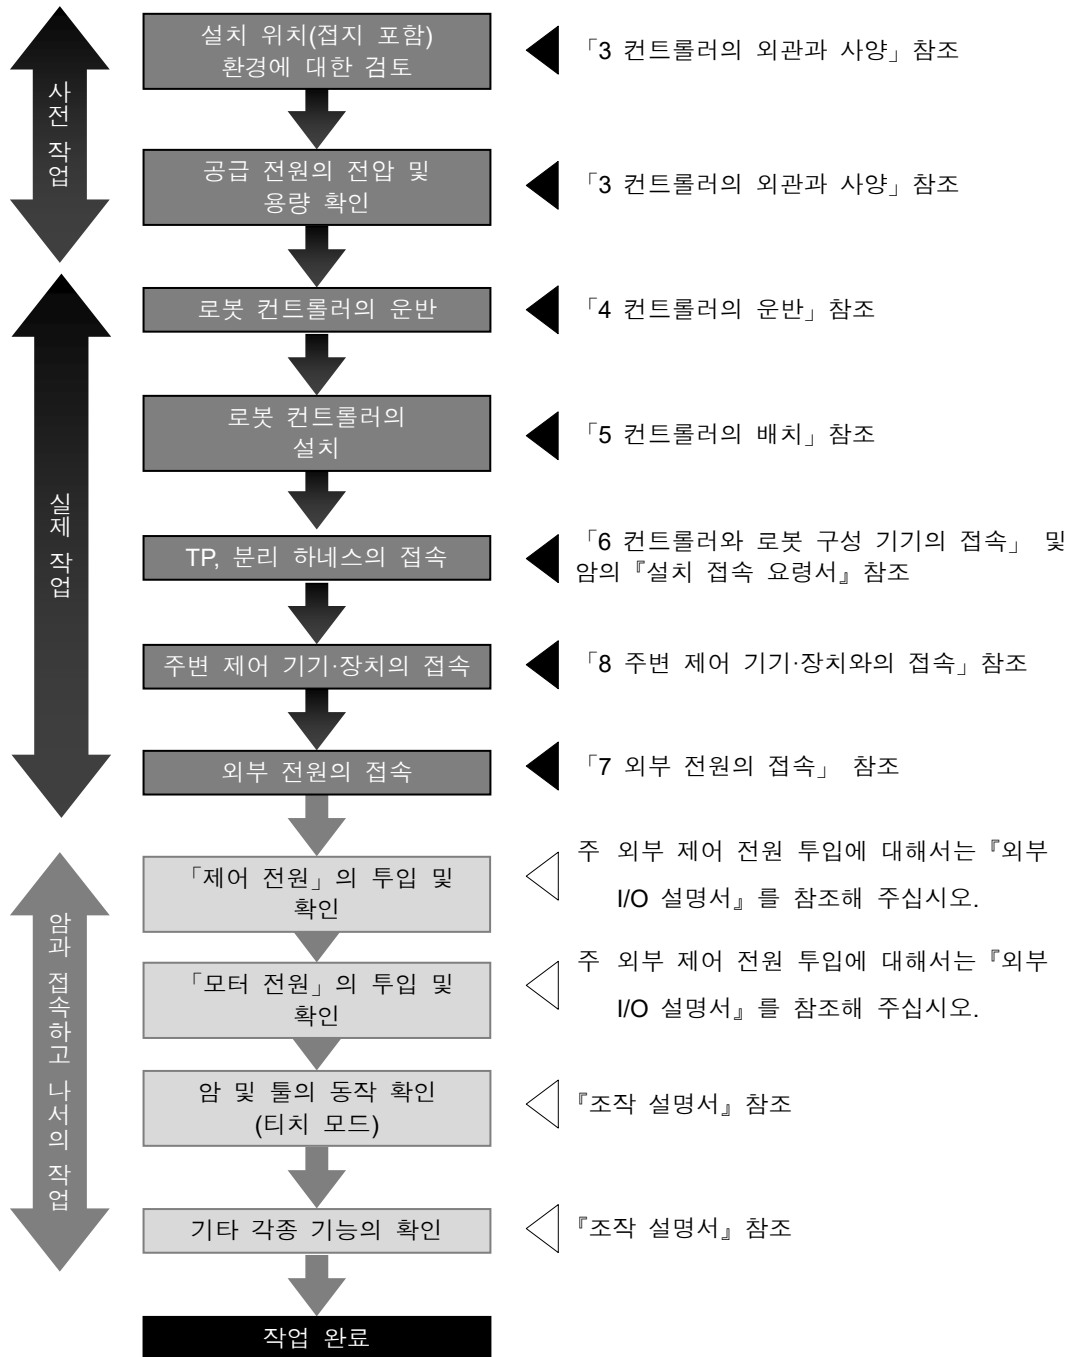 사전 작업
설치 위치(접지 포함)
환경에 대한 검토
「3 컨트롤러의 외관과 사양」참조
공급 전원의 전압 및
용량 확인
「3 컨트롤러의 외관과 사양」참조
실제 작업
로봇 컨트롤러의 운반
「4 컨트롤러의 운반」참조
로봇 컨트롤러의
설치
「5 컨트롤러의 배치」참조
TP, 분리 하네스의 접속
「6 컨트롤러와 로봇 구성 기기의 접속」 및
암의『설치 접속 요령서』참조
주변 제어 기기·장치의 접속
「8 주변 제어 기기·장치와의 접속」참조
외부 전원의 접속
「7 외부 전원의 접속」 참조
암과 접속하고 나서의 작업
「제어 전원」의 투입 및
확인
주 외부 제어 전원 투입에 대해서는『외부
I/O 설명서』를 참조해 주십시오.
「모터 전원」의 투입 및
확인
주 외부 제어 전원 투입에 대해서는『외부
I/O 설명서』를 참조해 주십시오.
암 및 툴의 동작 확인
(티치 모드)
『조작 설명서』참조
기타 각종 기능의 확인
『조작 설명서』참조
작업 완료